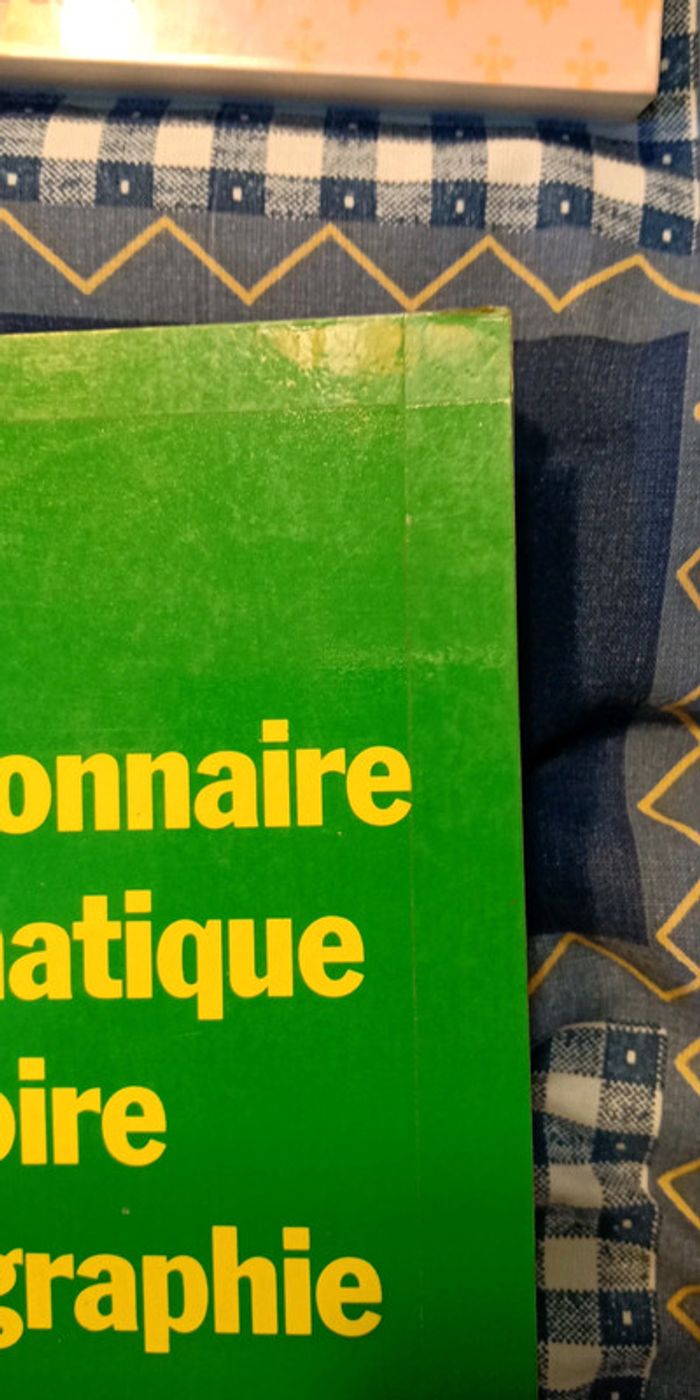 onnaire
atique
oire
graphie